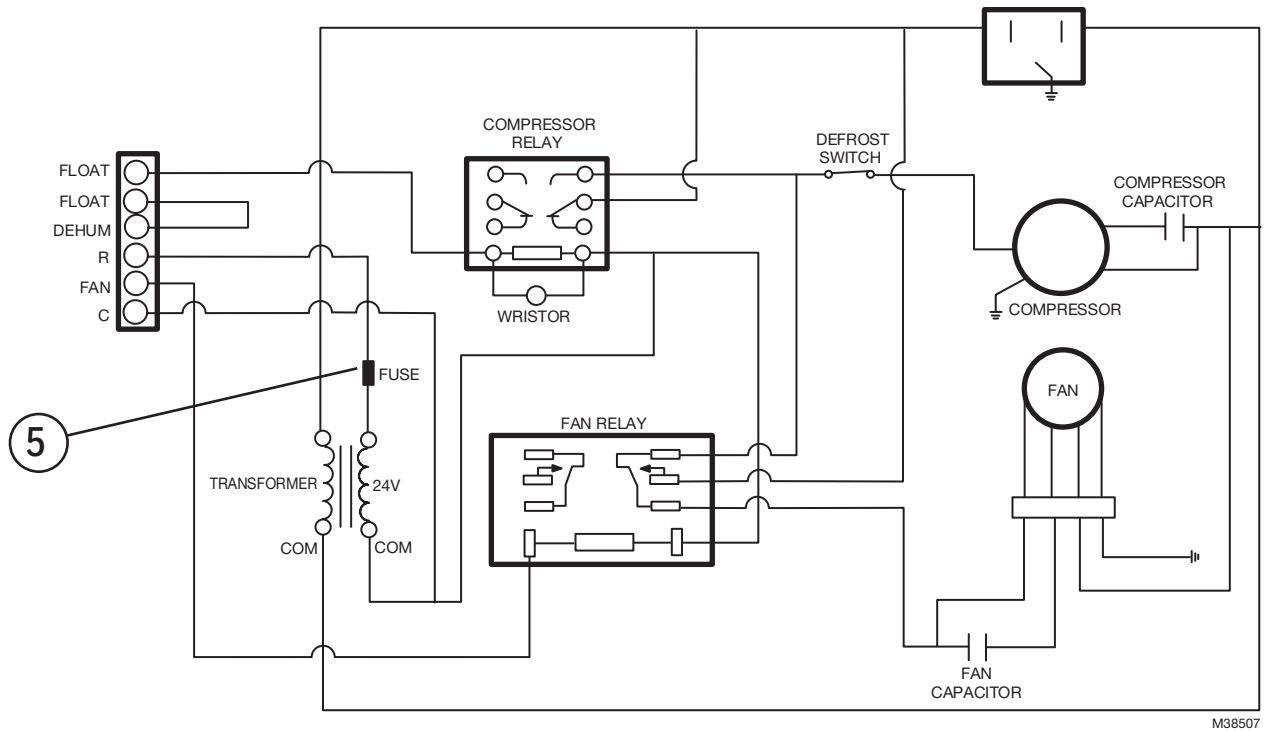 COMPRESSOR
RELAY
DEFROST
SWITCH
COMPRESSOR
CAPACITOR
FLOAT
FLOAT
DEHUM
R
FAN
C
WRISTOR
COMPRESSOR
FUSE
5
FAN
FAN RELAY
TRANSFORMER
24V
COM
COM
FAN
CAPACITOR
M38507